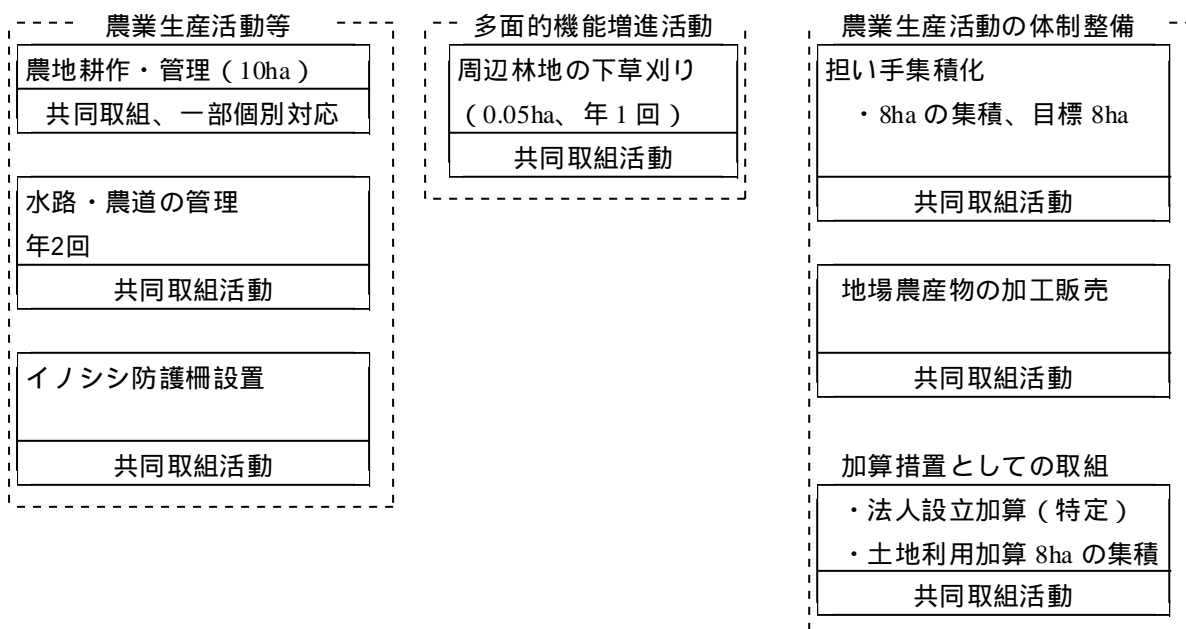 農業生産活動等
農地耕作・管理（10ha）
共同取組、一部個別対応
水路・農道の管理
年2回
共同取組活動
イノシシ防護柵設置
共同取組活動
多面的機能増進活動
周辺林地の下草刈り
（0.05ha、年1回）
共同取組活動
農業生産活動の体制整備
担い手集積化
・8haの集積、目標8ha
共同取組活動
地場農産物の加工販売
共同取組活動
加算措置としての取組
・法人設立加算（特定）
・土地利用加算 8haの集積
共同取組活動